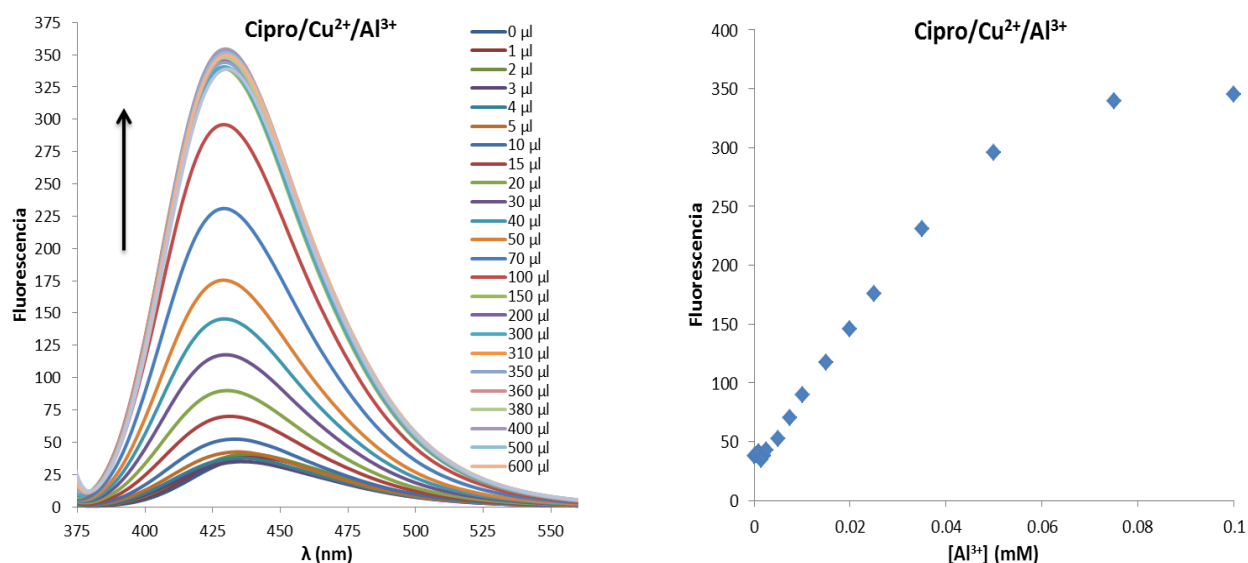 Cipro/Cu²⁺/Al³⁺
Fluorescencia
375
350
325
300
275
250
225
200
175
150
125
100
75
50
25
0
375 400 425 450 475 500 525 550
λ (nm)
0 µl
1 µl
2 µl
3 µl
4 µl
5 µl
10 µl
15 µl
20 µl
30 µl
40 µl
50 µl
70 µl
100 µl
150 µl
200 µl
300 µl
310 µl
350 µl
360 µl
380 µl
400 µl
500 µl
600 µl
Cipro/Cu²⁺/Al³⁺
Fluorescencia
400
350
300
250
200
150
100
50
0
0 0.02 0.04 0.06 0.08 0.1
[Al³⁺] (mM)